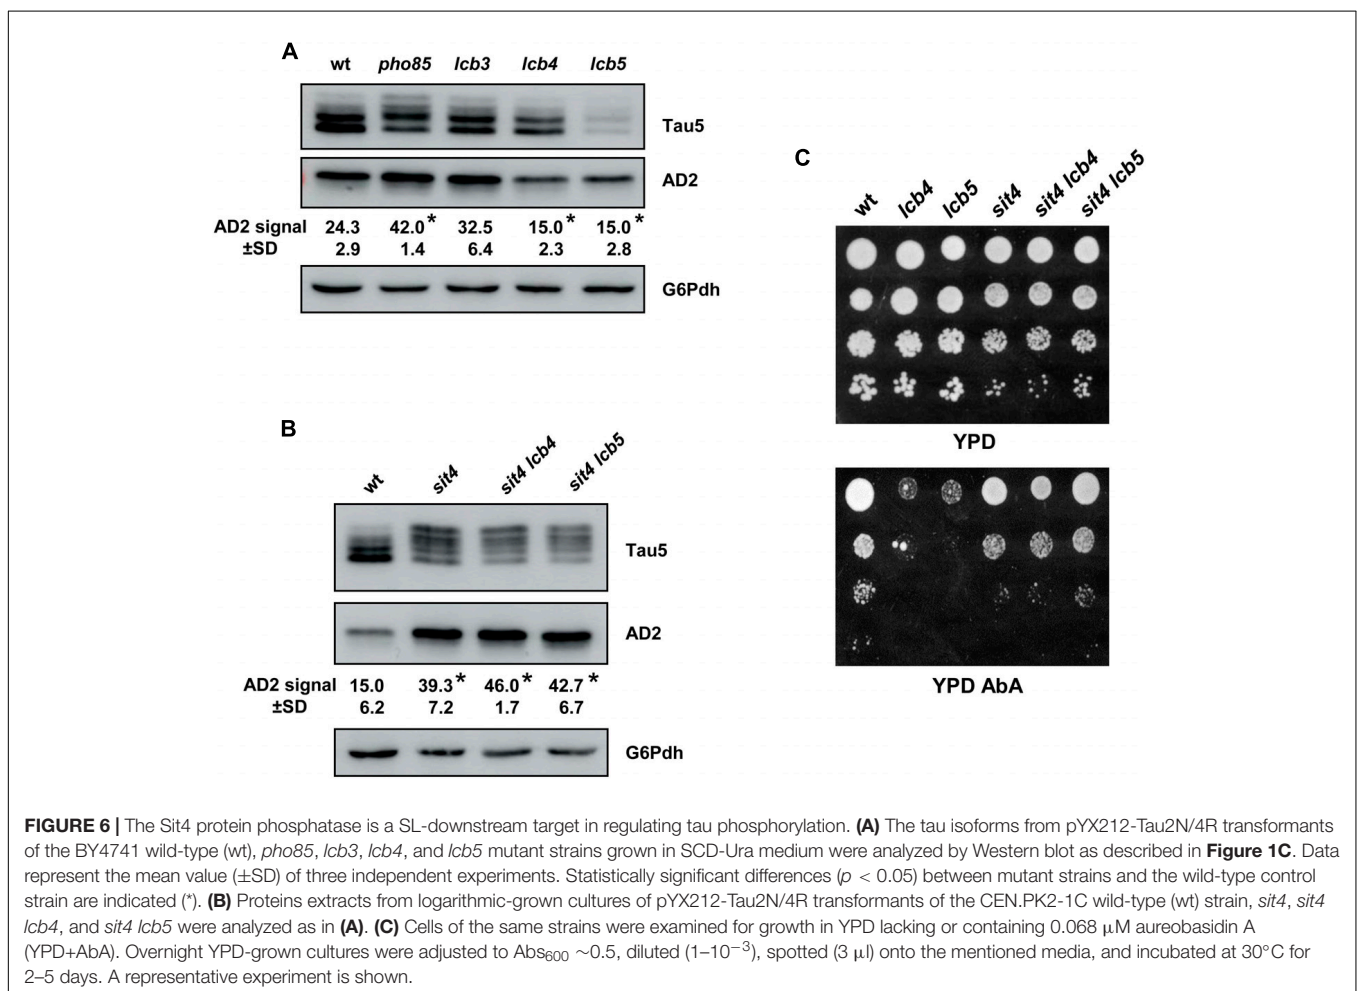 A
wt pho85 lcb3 lcb4 lcb5
Tau5
AD2
AD2 signal 24.3 42.0* 32.5 15.0* 15.0*
±SD 2.9 1.4 6.4 2.3 2.8
G6Pdh
B
wt sit4 sit4 lcb4 sit4 lcb5
Tau5
AD2
AD2 signal 15.0 39.3* 46.0* 42.7*
±SD 6.2 7.2 1.7 6.7
G6Pdh
C
wt lcb4 lcb5 sit4 sit4 lcb4 sit4 lcb5
YPD
YPD AbA
FIGURE 6 | The Sit4 protein phosphatase is a SL-downstream target in regulating tau phosphorylation. (A) The tau isoforms from pYX212-Tau2N/4R transformants
of the BY4741 wild-type (wt), pho85, lcb3, lcb4, and lcb5 mutant strains grown in SCD-Ura medium were analyzed by Western blot as described in Figure 1C. Data
represent the mean value (±SD) of three independent experiments. Statistically significant differences (p < 0.05) between mutant strains and the wild-type control
strain are indicated (*). (B) Proteins extracts from logarithmic-grown cultures of pYX212-Tau2N/4R transformants of the CEN.PK2-1C wild-type (wt) strain, sit4, sit4
lcb4, and sit4 lcb5 were analyzed as in (A). (C) Cells of the same strains were examined for growth in YPD lacking or containing 0.068 μM aureobasidin A
(YPD+AbA). Overnight YPD-grown cultures were adjusted to Abs600 ~0.5, diluted (1–10−3), spotted (3 μl) onto the mentioned media, and incubated at 30°C for
2–5 days. A representative experiment is shown.